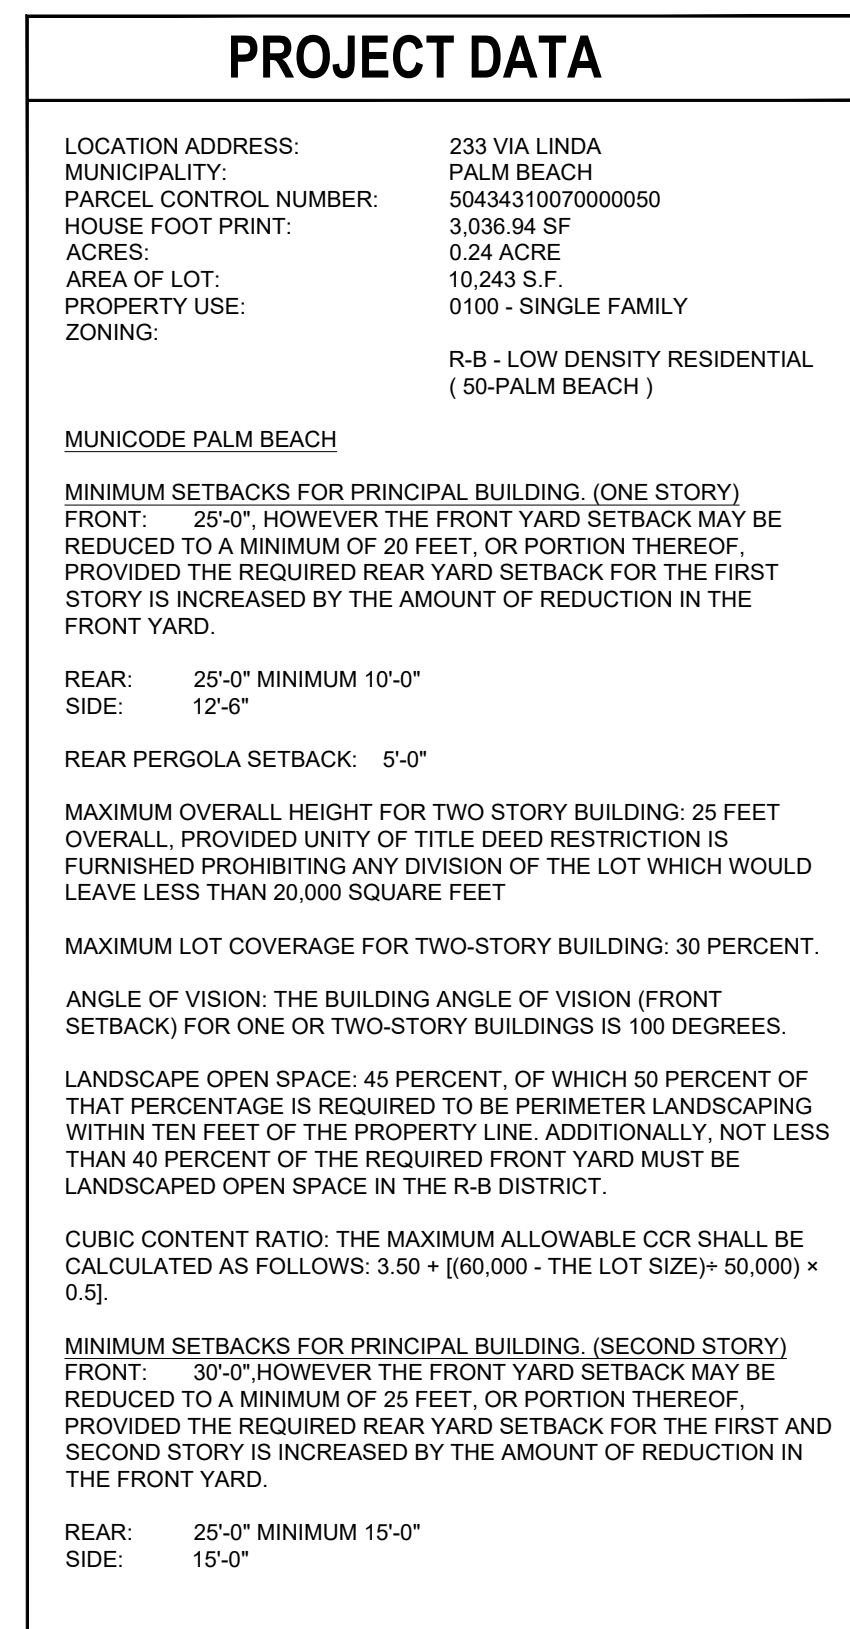 PROJECT DATA
LOCATION ADDRESS: 233 VIA LINDA
MUNICIPALITY: PALM BEACH
PARCEL CONTROL NUMBER: 50434310070000050
HOUSE FOOT PRINT: 3,036.94 SF
ACRES: 0.24 ACRE
AREA OF LOT: 10,243 S.F.
PROPERTY USE: 0100 - SINGLE FAMILY
ZONING:
R-B - LOW DENSITY RESIDENTIAL
( 50-PALM BEACH )
MUNICODE PALM BEACH
MINIMUM SETBACKS FOR PRINCIPAL BUILDING. (ONE STORY)
FRONT: 25'-0", HOWEVER THE FRONT YARD SETBACK MAY BE
REDUCED TO A MINIMUM OF 20 FEET, OR PORTION THEREOF,
PROVIDED THE REQUIRED REAR YARD SETBACK FOR THE FIRST
STORY IS INCREASED BY THE AMOUNT OF REDUCTION IN THE
FRONT YARD.
REAR: 25'-0" MINIMUM 10'-0"
SIDE: 12'-6"
REAR PERGOLA SETBACK: 5'-0"
MAXIMUM OVERALL HEIGHT FOR TWO STORY BUILDING: 25 FEET
OVERALL, PROVIDED UNITY OF TITLE DEED RESTRICTION IS
FURNISHED PROHIBITING ANY DIVISION OF THE LOT WHICH WOULD
LEAVE LESS THAN 20,000 SQUARE FEET
MAXIMUM LOT COVERAGE FOR TWO-STORY BUILDING: 30 PERCENT.
ANGLE OF VISION: THE BUILDING ANGLE OF VISION (FRONT
SETBACK) FOR ONE OR TWO-STORY BUILDINGS IS 100 DEGREES.
LANDSCAPE OPEN SPACE: 45 PERCENT, OF WHICH 50 PERCENT OF
THAT PERCENTAGE IS REQUIRED TO BE PERIMETER LANDSCAPING
WITHIN TEN FEET OF THE PROPERTY LINE. ADDITIONALLY, NOT LESS
THAN 40 PERCENT OF THE REQUIRED FRONT YARD MUST BE
LANDSCAPED OPEN SPACE IN THE R-B DISTRICT.
CUBIC CONTENT RATIO: THE MAXIMUM ALLOWABLE CCR SHALL BE
CALCULATED AS FOLLOWS: 3.50 + [(60,000 - THE LOT SIZE)÷ 50,000) ×
0.5].
MINIMUM SETBACKS FOR PRINCIPAL BUILDING. (SECOND STORY)
FRONT: 30'-0",HOWEVER THE FRONT YARD SETBACK MAY BE
REDUCED TO A MINIMUM OF 25 FEET, OR PORTION THEREOF,
PROVIDED THE REQUIRED REAR YARD SETBACK FOR THE FIRST AND
SECOND STORY IS INCREASED BY THE AMOUNT OF REDUCTION IN
THE FRONT YARD.
REAR: 25'-0" MINIMUM 15'-0"
SIDE: 15'-0"